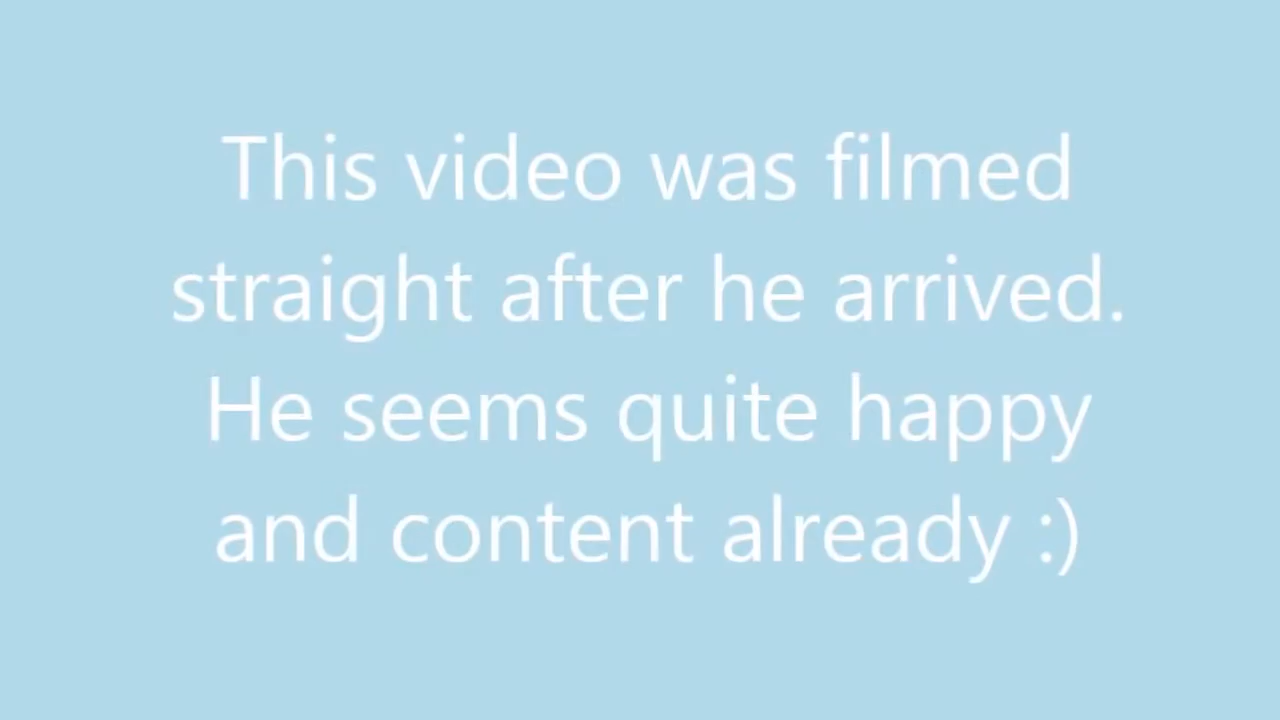 This video was filmed
straight after he arrived.
He seems quite happy
and content already :)